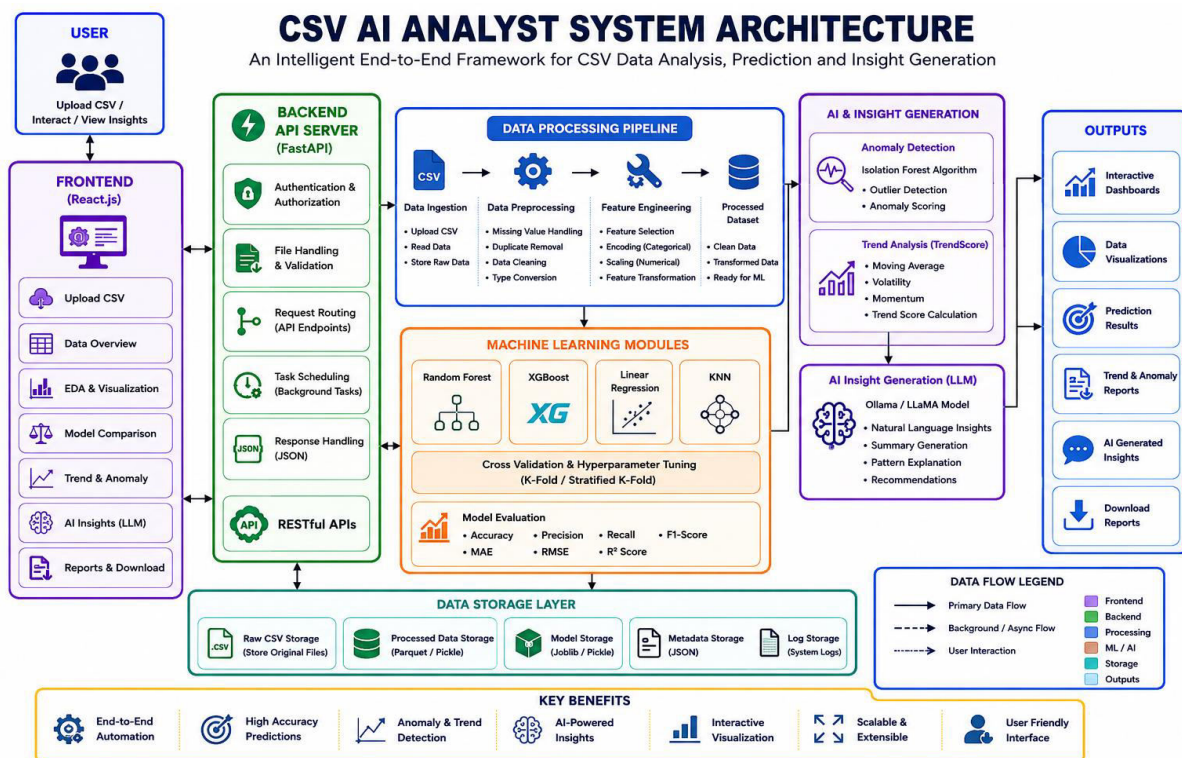 CSV AI ANALYST SYSTEM ARCHITECTURE
An Intelligent End-to-End Framework for CSV Data Analysis, Prediction and Insight Generation
USER
Upload CSV /
Interact / View Insights
FRONTEND
(React.js)
Upload CSV
Data Overview
EDA & Visualization
Model Comparison
Trend & Anomaly
AI Insights (LLM)
Reports & Download
BACKEND
API SERVER
(FastAPI)
Authentication &
Authorization
File Handling
& Validation
Request Routing
(API Endpoints)
Task Scheduling
(Background Tasks)
JSON
Response Handling
(JSON)
API
RESTful APIs
DATA PROCESSING PIPELINE
CSV
Data Ingestion
• Upload CSV
• Read Data
• Store Raw Data
Data Preprocessing
• Missing Value Handling
• Duplicate Removal
• Data Cleaning
• Type Conversion
Feature Engineering
• Feature Selection
• Encoding (Categorical)
• Scaling (Numerical)
• Feature Transformation
Processed
Dataset
• Clean Data
• Transformed Data
• Ready for ML
MACHINE LEARNING MODULES
Random Forest
XGBoost
XG
Linear
Regression
KNN
Cross Validation & Hyperparameter Tuning
(K-Fold / Stratified K-Fold)
Model Evaluation
• Accuracy • Precision • Recall • F1-Score
• MAE • RMSE • R² Score
AI & INSIGHT GENERATION
Anomaly Detection
Isolation Forest Algorithm
• Outlier Detection
• Anomaly Scoring
Trend Analysis (TrendScore)
• Moving Average
• Volatility
• Momentum
• Trend Score Calculation
AI Insight Generation (LLM)
Ollama / LLaMA Model
• Natural Language Insights
• Summary Generation
• Pattern Explanation
• Recommendations
OUTPUTS
Interactive
Dashboards
Data
Visualizations
Prediction
Results
Trend & Anomaly
Reports
AI Generated
Insights
Download
Reports
DATA STORAGE LAYER
.CSV
Raw CSV Storage
(Store Original Files)
Processed Data Storage
(Parquet / Pickle)
Model Storage
(Joblib / Pickle)
Metadata Storage
(JSON)
Log Storage
(System Logs)
DATA FLOW LEGEND
Primary Data Flow
Background / Async Flow
User Interaction
Frontend
Backend
Processing
ML / AI
Storage
Outputs
KEY BENEFITS
End-to-End
Automation
High Accuracy
Predictions
Anomaly & Trend
Detection
AI-Powered
Insights
Interactive
Visualization
Scalable &
Extensible
User Friendly
Interface